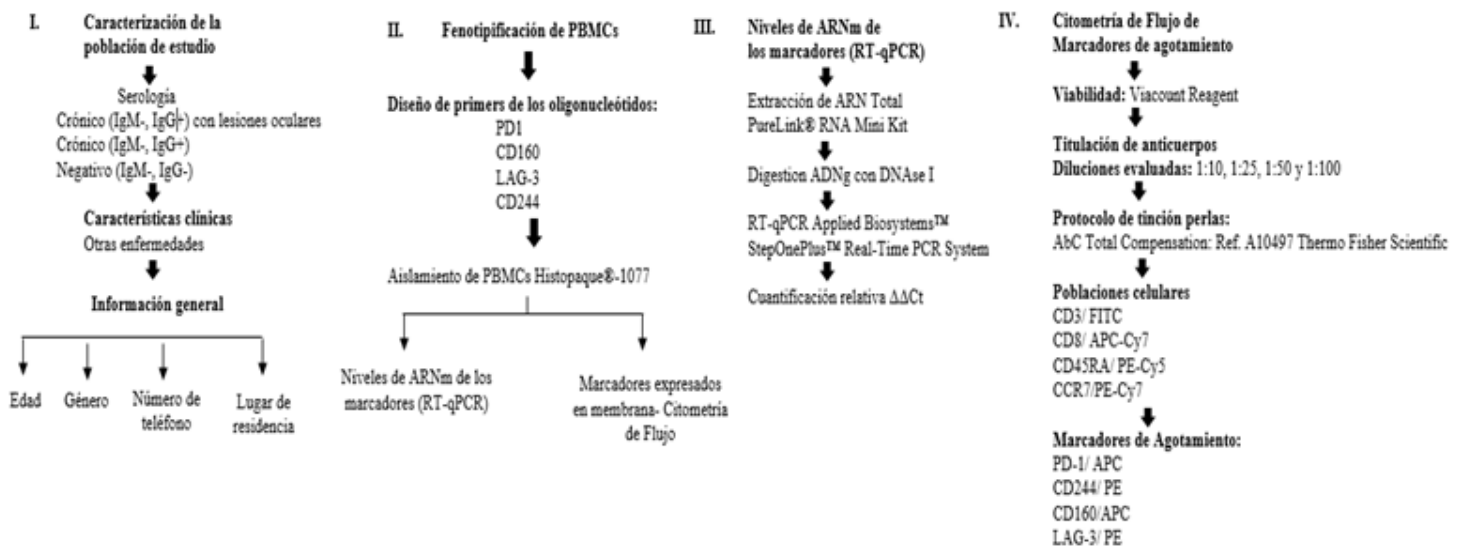 I. Caracterización de la
población de estudio
Serología
Crónico (IgM-, IgG+) con lesiones oculares
Crónico (IgM-, IgG+)
Negativo (IgM-, IgG-)
Características clínicas
Otras enfermedades
Información general
Edad
Género
Número de
teléfono
Lugar de
residencia
II. Fenotipificación de PBMCs
Diseño de primers de los oligonucleótidos:
PD1
CD160
LAG-3
CD244
Aislamiento de PBMCs Histopaque®-1077
Niveles de ARNm de los
marcadores (RT-qPCR)
Marcadores expresados
en membrana- Citometría
de Flujo
III. Niveles de ARNm de
los marcadores (RT-qPCR)
Extracción de ARN Total
PureLink® RNA Mini Kit
Digestion ADNg con DNAse I
RT-qPCR Applied Biosystems™
StepOnePlus™ Real-Time PCR System
Cuantificación relativa ΔΔCt
IV. Citometría de Flujo de
Marcadores de agotamiento
Viabilidad: Viacount Reagent
Titulación de anticuerpos
Diluciones evaluadas: 1:10, 1:25, 1:50 y 1:100
Protocolo de tinción perlas:
AbC Total Compensation: Ref. A10497 Thermo Fisher Scientific
Poblaciones celulares
CD3/ FITC
CD8/ APC-Cy7
CD45RA/ PE-Cy5
CCR7/PE-Cy7
Marcadores de Agotamiento:
PD-1/ APC
CD244/ PE
CD160/APC
LAG-3/ PE